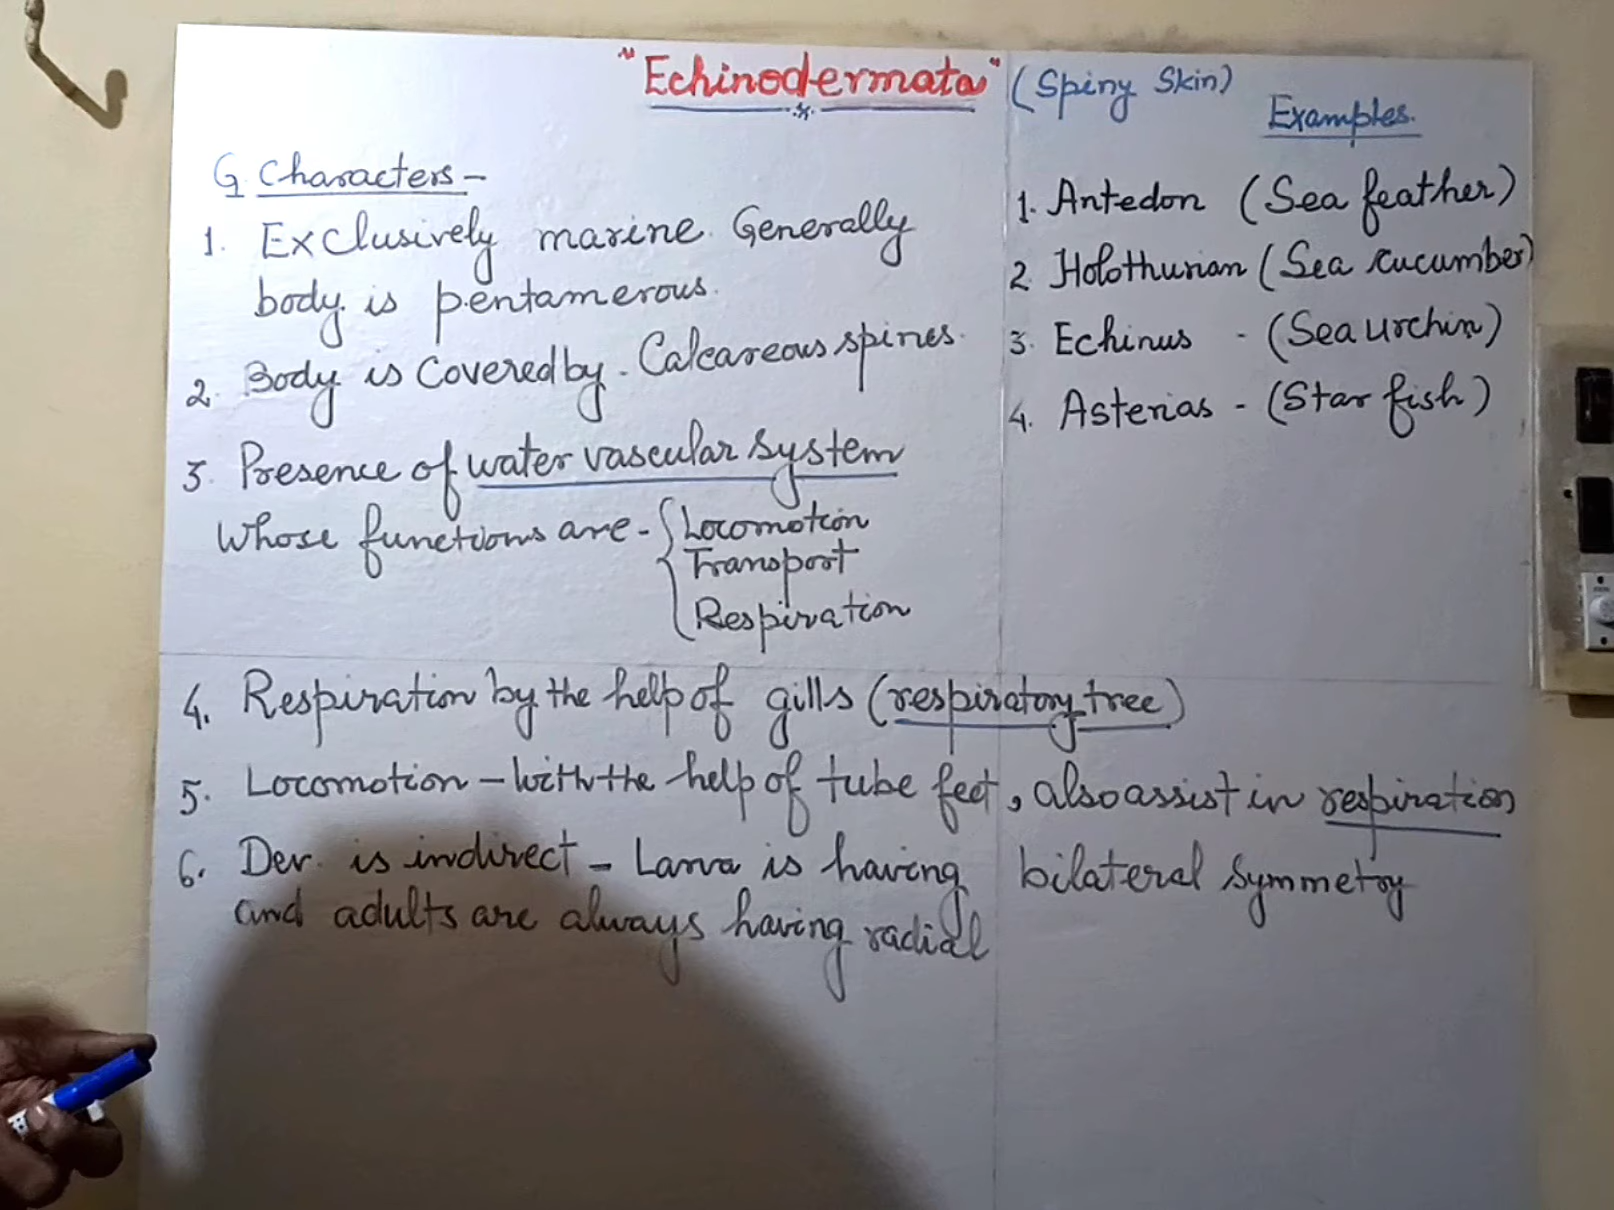 "Echinodermata" (Spiny Skin)
Examples.
G. Characters -
1. Exclusively marine. Generally
body is pentamerous.
2. Body is Covered by Calcareous spines.
3. Presence of water vascular system
Whose functions are - Locomotion
Transport
Respiration
1. Antedon (Sea feather)
2. Holothurian (Sea cucumber)
3. Echinus - (Sea urchin)
4. Asterias - (Star fish)
4. Respiration by the help of gills (respiratory tree)
5. Locomotion - with the help of tube feet, also assist in respiration
6. Dev. is indirect - Larva is having bilateral symmetry
and adults are always having radial